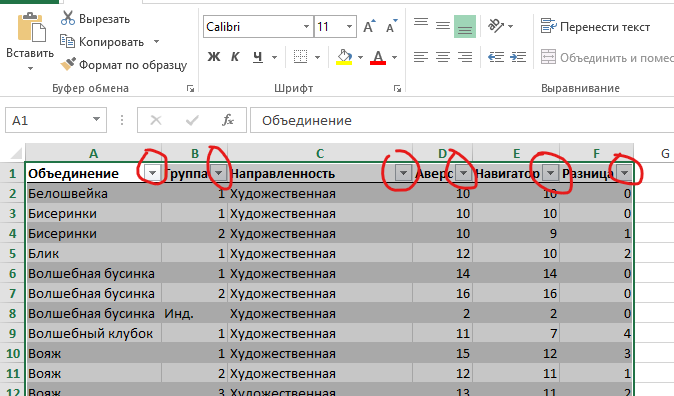 Вырезать
Копировать
Формат по образцу
Вставить
Буфер обмена
Calibri 11 A A
Ж К Ч A
Шрифт
Перенести текст
Объединить и помес
Выравнивание
A1 fx Объединение
A B C D E F G
1 Объединение Группа Направленность Аверс Навигатор Разница
2 Белошвейка 1 Художественная 10 10 0
3 Бисеринки 1 Художественная 10 10 0
4 Бисеринки 2 Художественная 10 9 1
5 Блик 1 Художественная 12 10 2
6 Волшебная бусинка 1 Художественная 14 14 0
7 Волшебная бусинка 2 Художественная 16 16 0
8 Волшебная бусинка Инд. Художественная 2 2 0
9 Волшебный клубок 1 Художественная 11 7 4
10 Вояж 1 Художественная 15 12 3
11 Вояж 2 Художественная 12 11 1
12 Вояж 3 Художественная 13 11 2